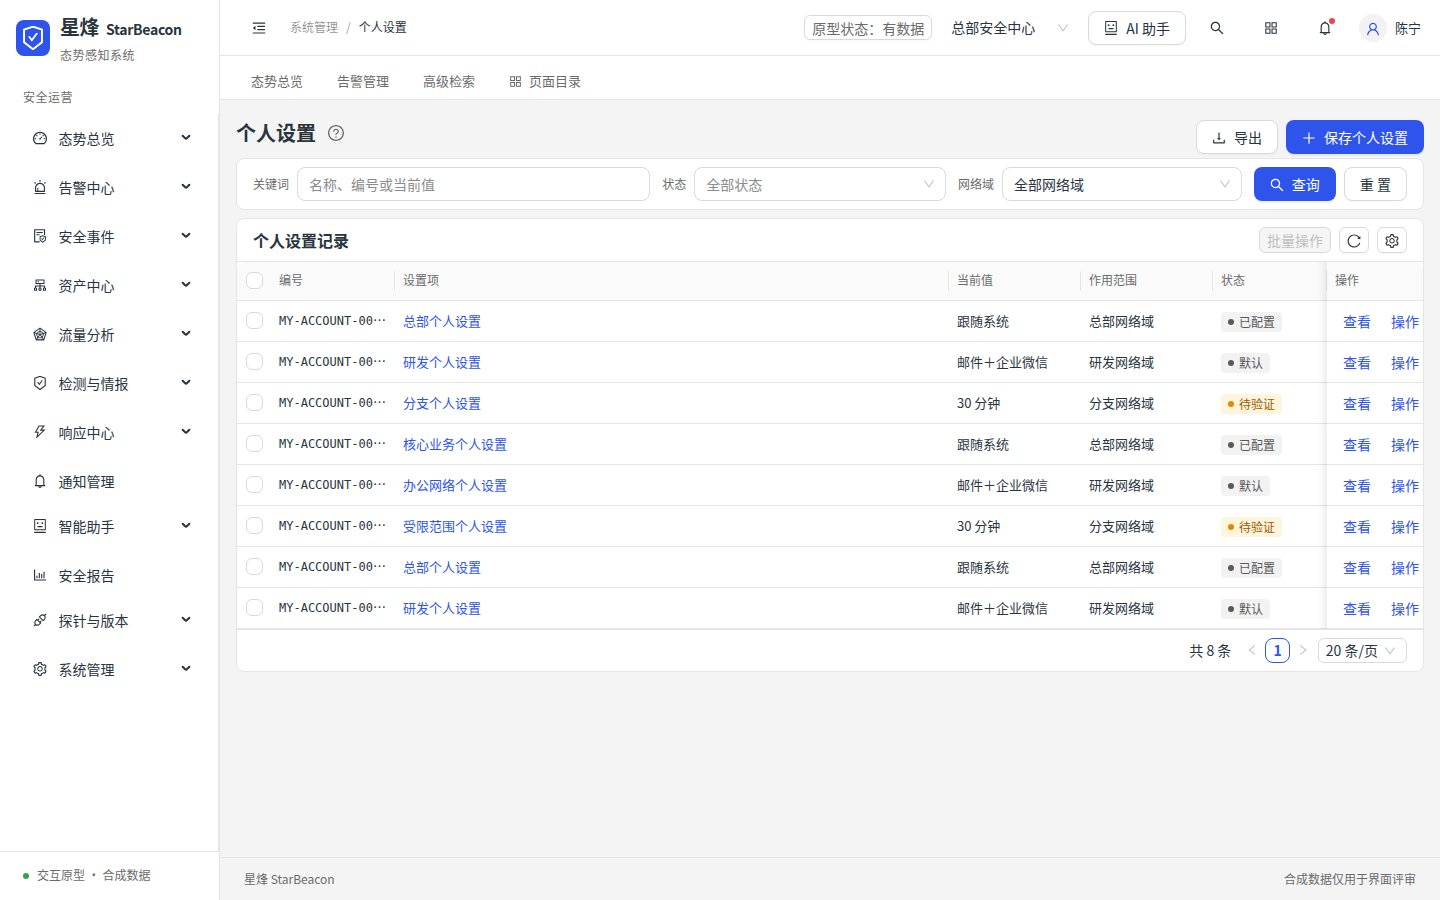 星烽 StarBeacon
态势感知系统
安全运营
态势总览
告警中心
安全事件
资产中心
流量分析
检测与情报
响应中心
通知管理
智能助手
安全报告
探针与版本
系统管理
交互原型 · 合成数据
系统管理 / 个人设置
原型状态：有数据
总部安全中心
AI 助手
陈宁
态势总览 告警管理 高级检索 页面目录
个人设置
导出
保存个人设置
关键词 名称、编号或当前值 状态 全部状态 网络域 全部网络域 查询 重置
个人设置记录
批量操作
编号 设置项 当前值 作用范围 状态 操作
MY-ACCOUNT-00··· 总部个人设置 跟随系统 总部网络域 已配置 查看 操作
MY-ACCOUNT-00··· 研发个人设置 邮件＋企业微信 研发网络域 默认 查看 操作
MY-ACCOUNT-00··· 分支个人设置 30 分钟 分支网络域 待验证 查看 操作
MY-ACCOUNT-00··· 核心业务个人设置 跟随系统 总部网络域 已配置 查看 操作
MY-ACCOUNT-00··· 办公网络个人设置 邮件＋企业微信 研发网络域 默认 查看 操作
MY-ACCOUNT-00··· 受限范围个人设置 30 分钟 分支网络域 待验证 查看 操作
MY-ACCOUNT-00··· 总部个人设置 跟随系统 总部网络域 已配置 查看 操作
MY-ACCOUNT-00··· 研发个人设置 邮件＋企业微信 研发网络域 默认 查看 操作
共 8 条 1 20 条/页
星烽 StarBeacon
合成数据仅用于界面评审